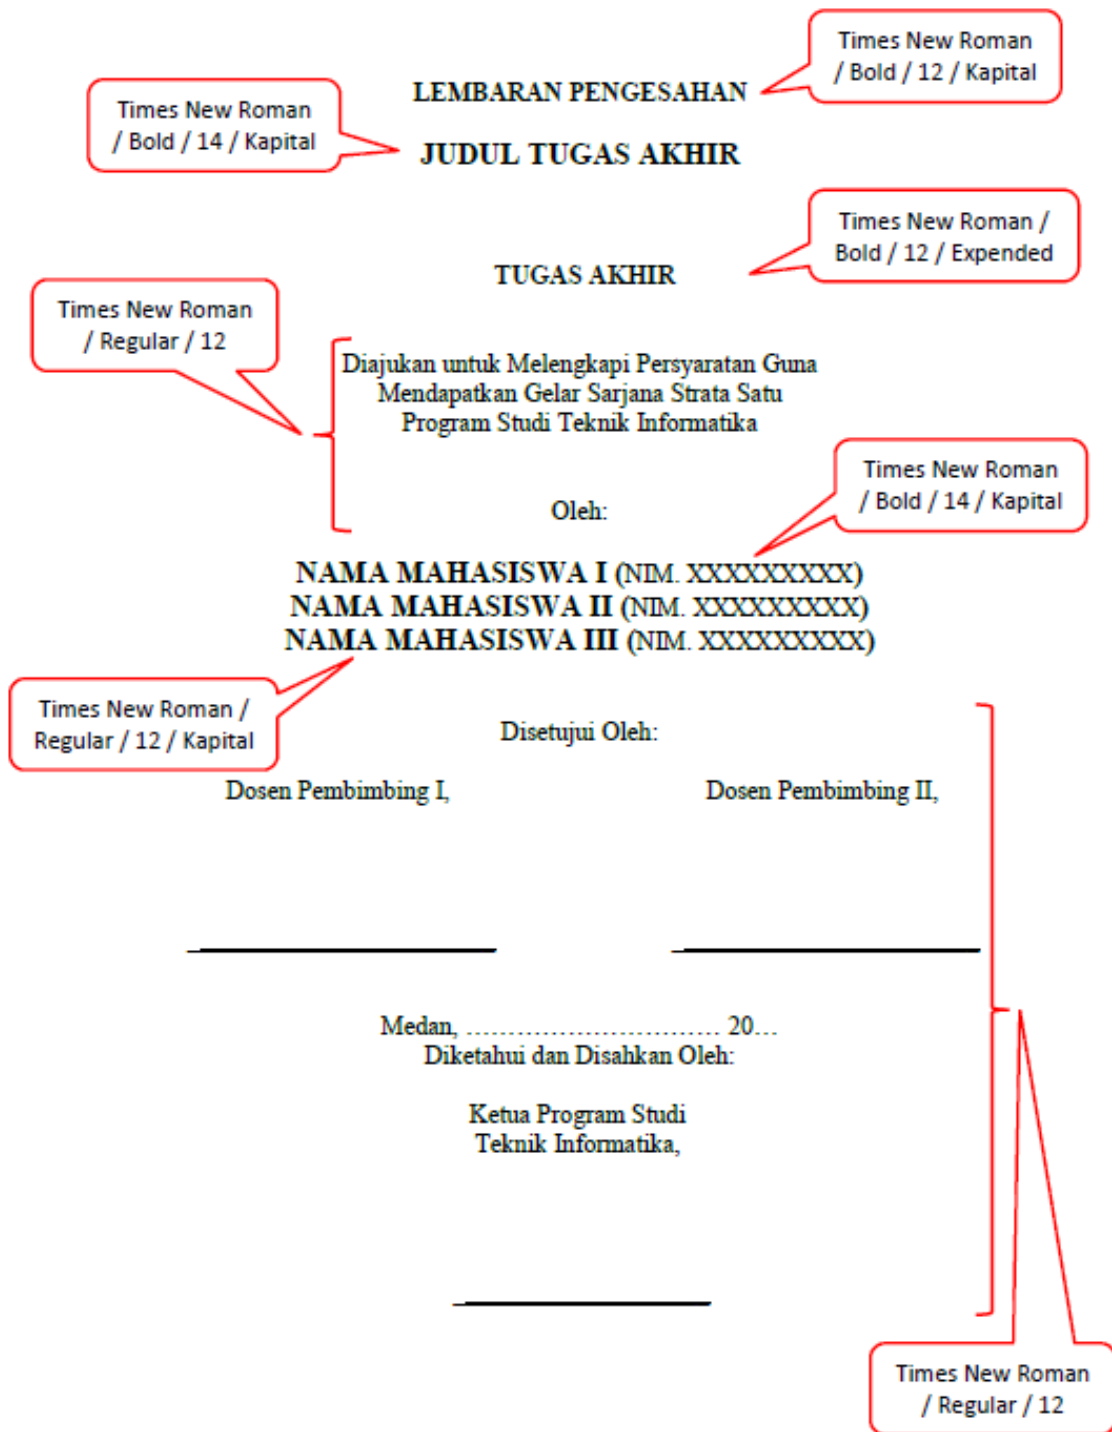 Times New Roman
/ Bold / 12 / Kapital
LEMBARAN PENGESAHAN
Times New Roman
/ Bold / 14 / Kapital
JUDUL TUGAS AKHIR
Times New Roman /
Bold / 12 / Expended
TUGAS AKHIR
Times New Roman
/ Regular / 12
Diajukan untuk Melengkapi Persyaratan Guna
Mendapatkan Gelar Sarjana Strata Satu
Program Studi Teknik Informatika
Times New Roman
/ Bold / 14 / Kapital
Oleh:
NAMA MAHASISWA I (NIM. XXXXXXXXX)
NAMA MAHASISWA II (NIM. XXXXXXXXX)
NAMA MAHASISWA III (NIM. XXXXXXXXX)
Times New Roman /
Regular / 12 / Kapital
Disetujui Oleh:
Dosen Pembimbing I, Dosen Pembimbing II,
Medan, ………………………… 20…
Diketahui dan Disahkan Oleh:
Ketua Program Studi
Teknik Informatika,
Times New Roman
/ Regular / 12